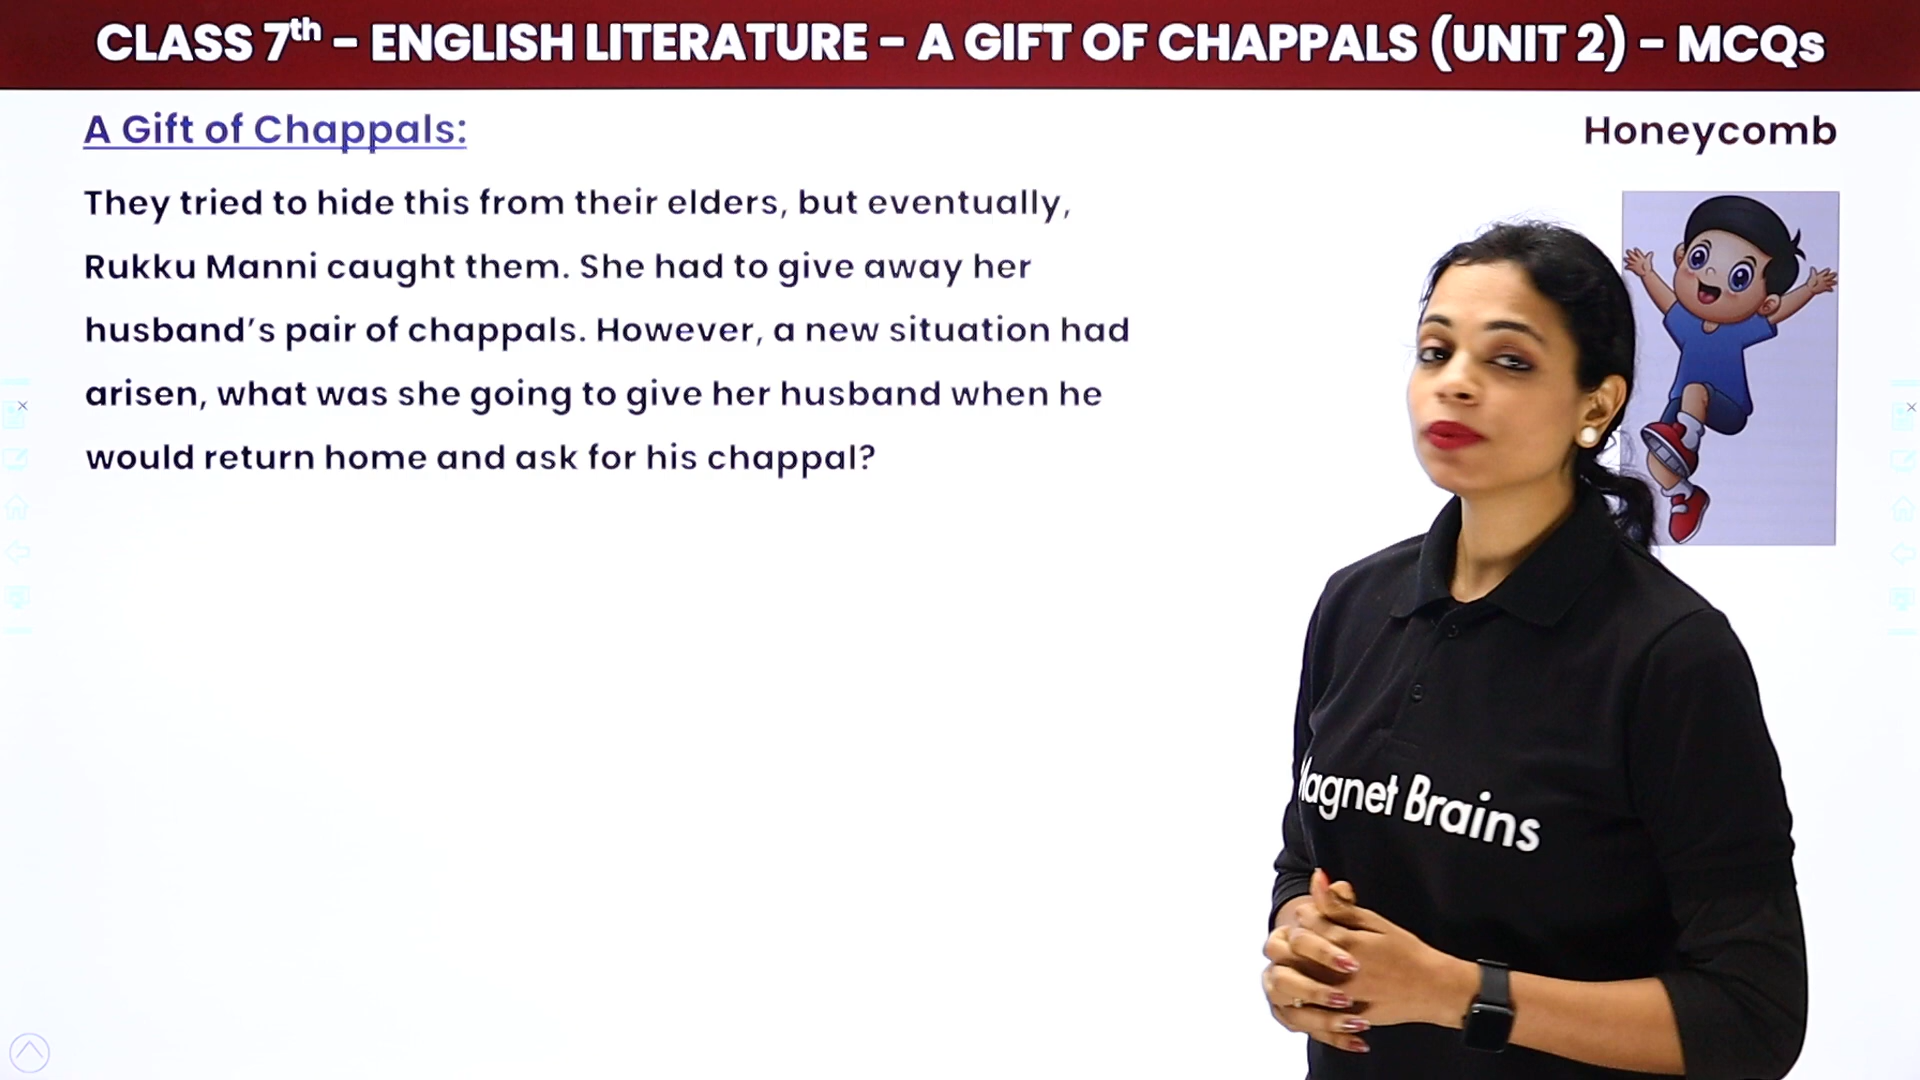 CLASS 7th – ENGLISH LITERATURE – A GIFT OF CHAPPALS (UNIT 2) – MCQs
A Gift of Chappals:
Honeycomb
They tried to hide this from their elders, but eventually,
Rukku Manni caught them. She had to give away her
husband's pair of chappals. However, a new situation had
arisen, what was she going to give her husband when he
would return home and ask for his chappal?
Magnet Brains